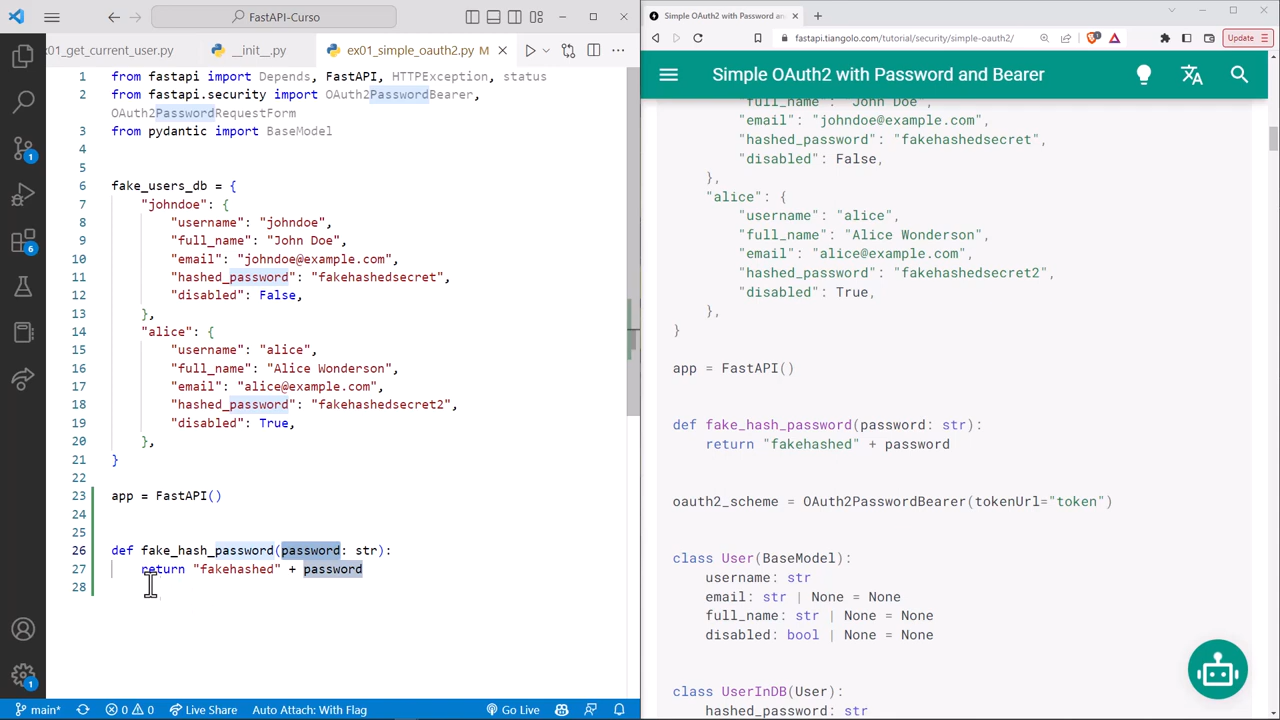 FastAPI-Curso
x01_get_current_user.py
__init__.py
ex01_simple_oauth2.py M
1 from fastapi import Depends, FastAPI, HTTPException, status
2 from fastapi.security import OAuth2PasswordBearer,
OAuth2PasswordRequestForm
3 from pydantic import BaseModel
4
5
6 fake_users_db = {
7 "johndoe": {
8 "username": "johndoe",
9 "full_name": "John Doe",
10 "email": "johndoe@example.com",
11 "hashed_password": "fakehashedsecret",
12 "disabled": False,
13 },
14 "alice": {
15 "username": "alice",
16 "full_name": "Alice Wonderson",
17 "email": "alice@example.com",
18 "hashed_password": "fakehashedsecret2",
19 "disabled": True,
20 },
21 }
22
23 app = FastAPI()
24
25
26 def fake_hash_password(password: str):
27 return "fakehashed" + password
28
1
6
1
main*
0 0
Live Share
Auto Attach: With Flag
Go Live
Simple OAuth2 with Password and
fastapi.tiangolo.com/tutorial/security/simple-oauth2/
Update
Simple OAuth2 with Password and Bearer
"full_name": "John Doe",
"email": "johndoe@example.com",
"hashed_password": "fakehashedsecret",
"disabled": False,
},
"alice": {
"username": "alice",
"full_name": "Alice Wonderson",
"email": "alice@example.com",
"hashed_password": "fakehashedsecret2",
"disabled": True,
},
}
app = FastAPI()
def fake_hash_password(password: str):
return "fakehashed" + password
oauth2_scheme = OAuth2PasswordBearer(tokenUrl="token")
class User(BaseModel):
username: str
email: str | None = None
full_name: str | None = None
disabled: bool | None = None
class UserInDB(User):
hashed_password: str